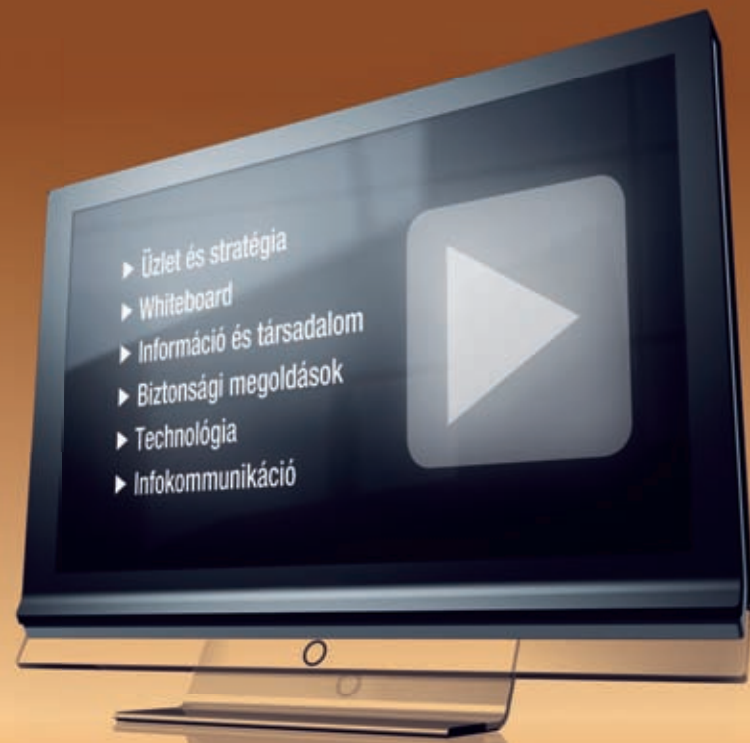 Üzlet és stratégia
Whiteboard
Információ és társadalom
Biztonsági megoldások
Technológia
Infokommunikáció